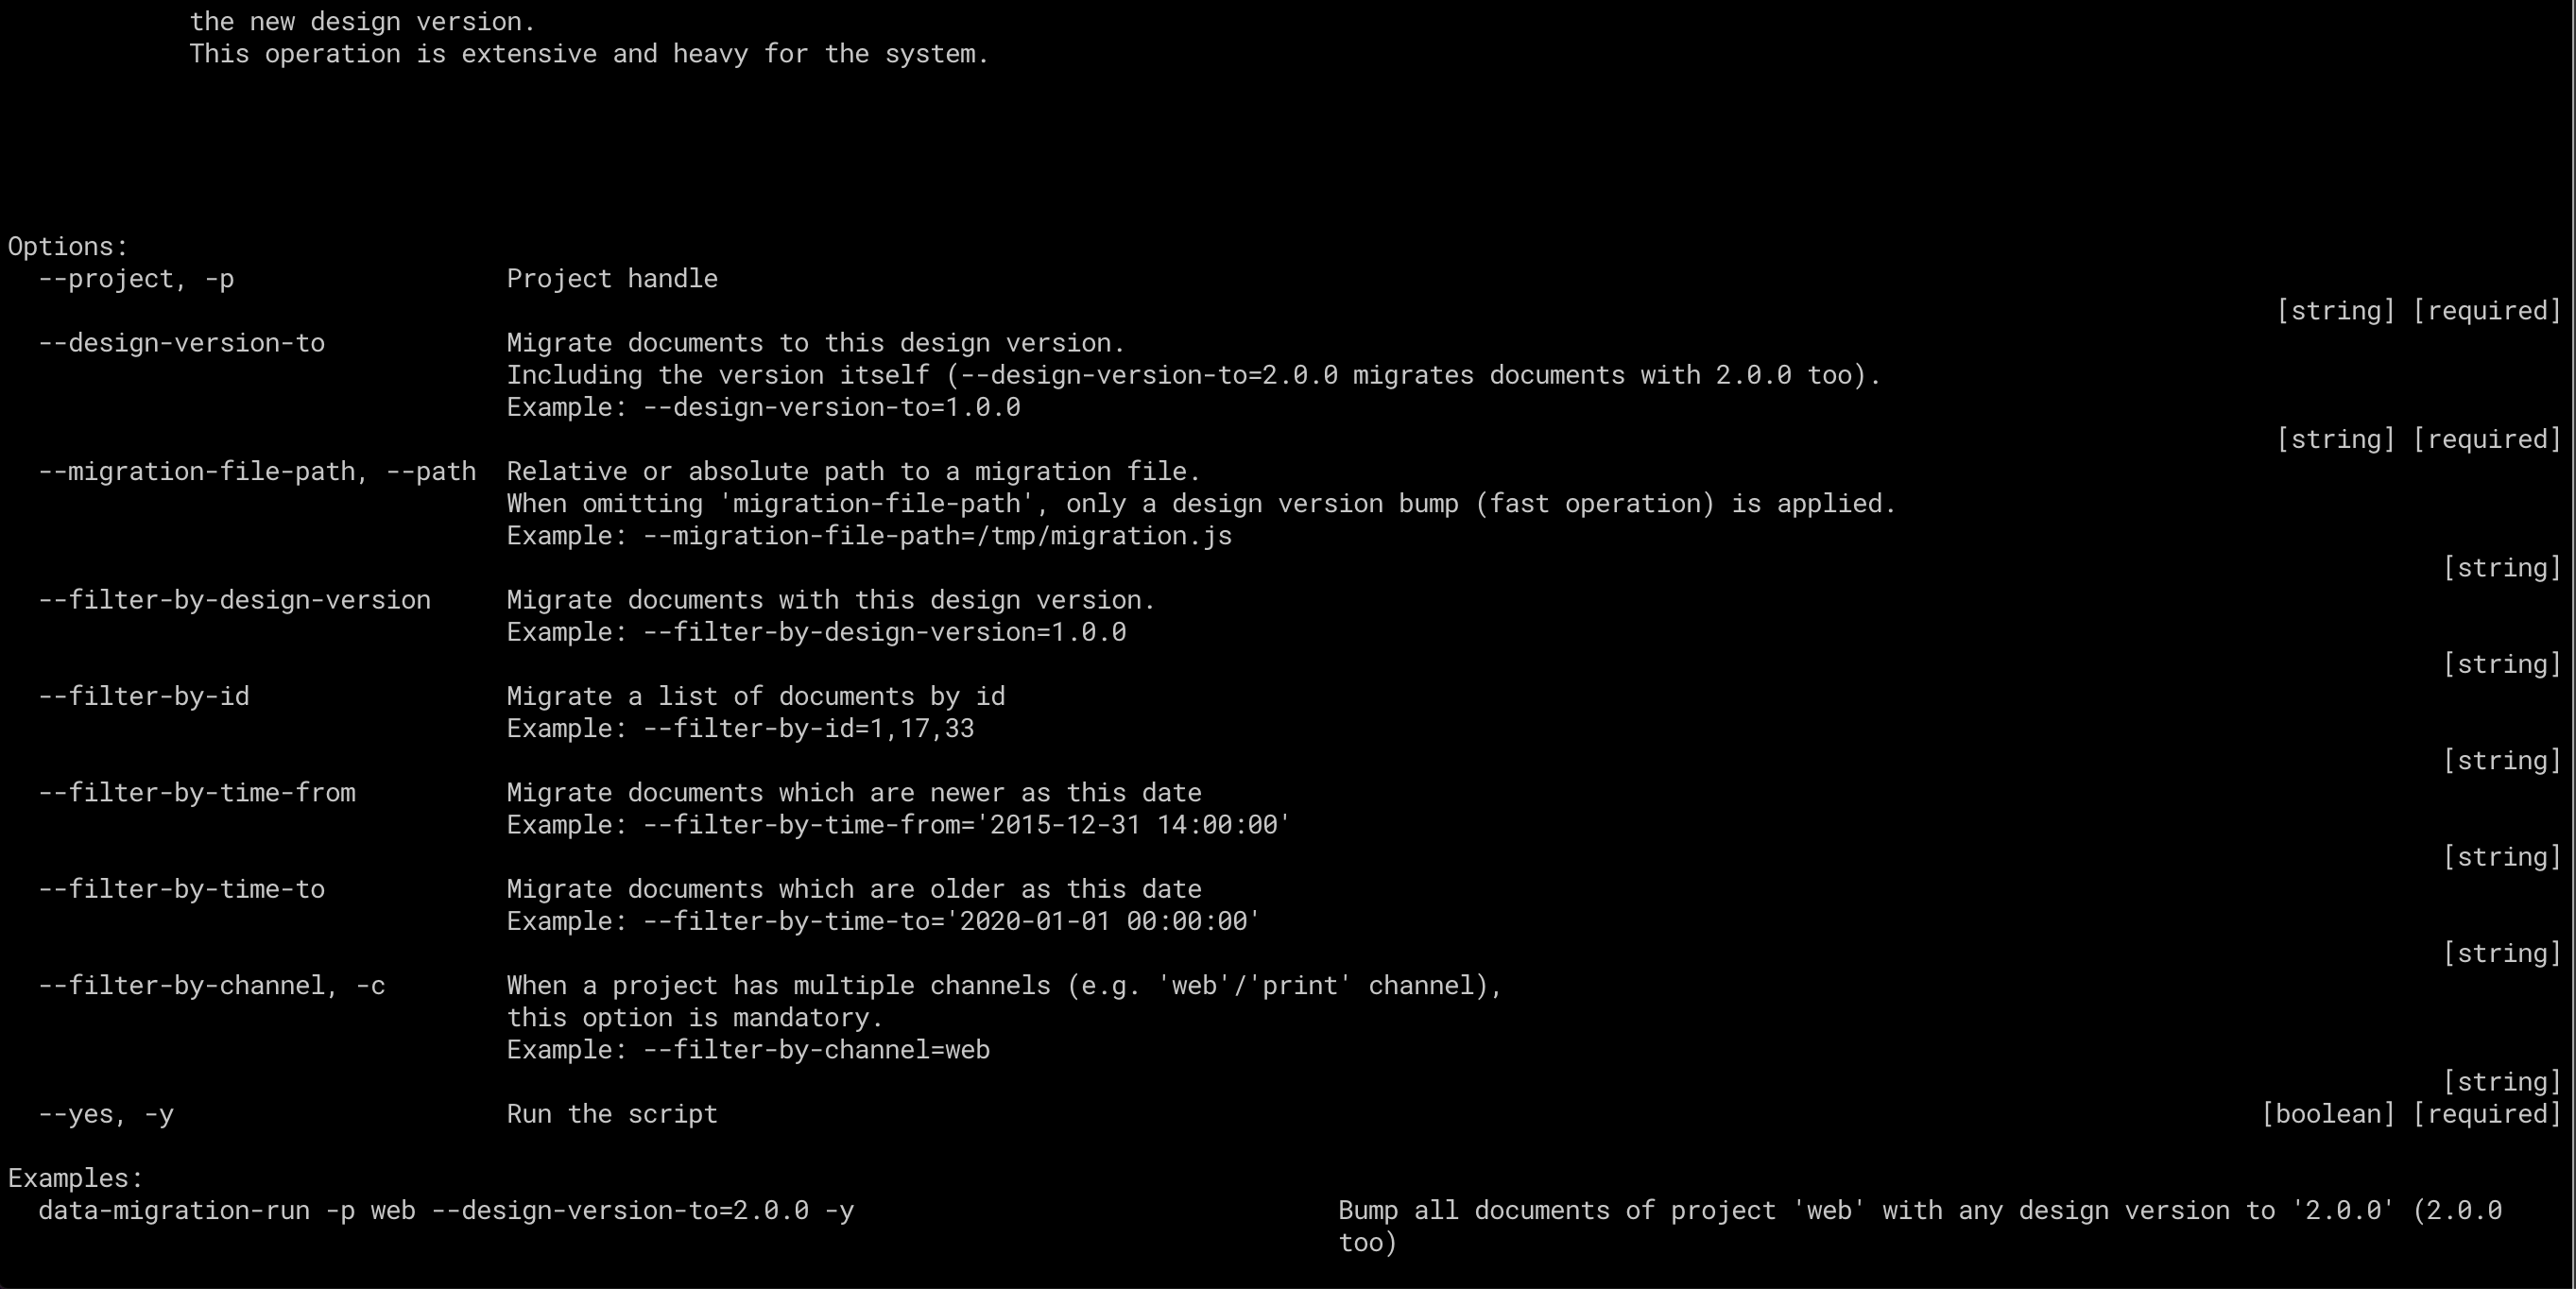 the new design version.
This operation is extensive and heavy for the system.
Options:
--project, -p Project handle
[string] [required]
--design-version-to Migrate documents to this design version.
Including the version itself (--design-version-to=2.0.0 migrates documents with 2.0.0 too).
Example: --design-version-to=1.0.0
[string] [required]
--migration-file-path, --path Relative or absolute path to a migration file.
When omitting 'migration-file-path', only a design version bump (fast operation) is applied.
Example: --migration-file-path=/tmp/migration.js
[string]
--filter-by-design-version Migrate documents with this design version.
Example: --filter-by-design-version=1.0.0
[string]
--filter-by-id Migrate a list of documents by id
Example: --filter-by-id=1,17,33
[string]
--filter-by-time-from Migrate documents which are newer as this date
Example: --filter-by-time-from='2015-12-31 14:00:00'
[string]
--filter-by-time-to Migrate documents which are older as this date
Example: --filter-by-time-to='2020-01-01 00:00:00'
[string]
--filter-by-channel, -c When a project has multiple channels (e.g. 'web'/'print' channel),
this option is mandatory.
Example: --filter-by-channel=web
[string]
--yes, -y Run the script [boolean] [required]
Examples:
data-migration-run -p web --design-version-to=2.0.0 -y Bump all documents of project 'web' with any design version to '2.0.0' (2.0.0
too)